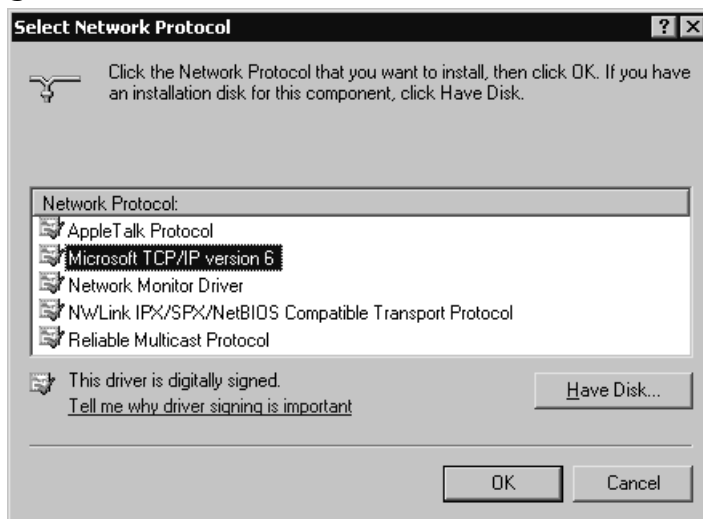 Select Network Protocol
? X
Click the Network Protocol that you want to install, then click OK. If you have
an installation disk for this component, click Have Disk.
Network Protocol:
AppleTalk Protocol
Microsoft TCP/IP version 6
Network Monitor Driver
NWLink IPX/SPX/NetBIOS Compatible Transport Protocol
Reliable Multicast Protocol
This driver is digitally signed.
Tell me why driver signing is important
Have Disk...
OK
Cancel